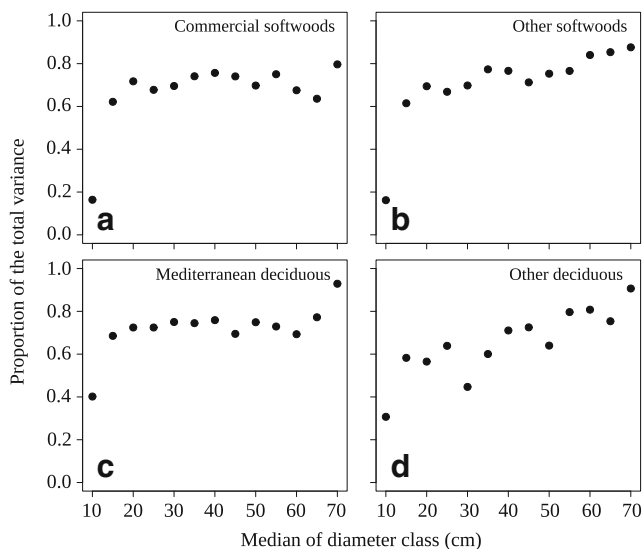 Proportion of the total variance
1.0
0.8
0.6
0.4
0.2
0.0
Commercial softwoods
a
Other softwoods
b
1.0
0.8
0.6
0.4
0.2
0.0
Mediterranean deciduous
c
Other deciduous
d
10 20 30 40 50 60 70
10 20 30 40 50 60 70
Median of diameter class (cm)